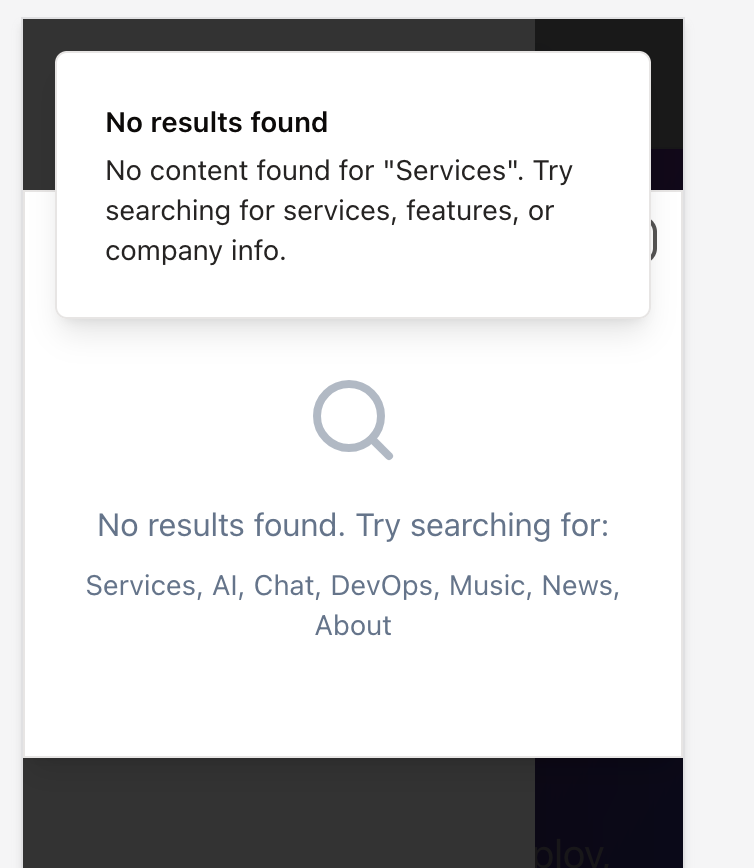 No results found
No content found for "Services". Try
searching for services, features, or
company info.
No results found. Try searching for:
Services, AI, Chat, DevOps, Music, News,
About
ploy.